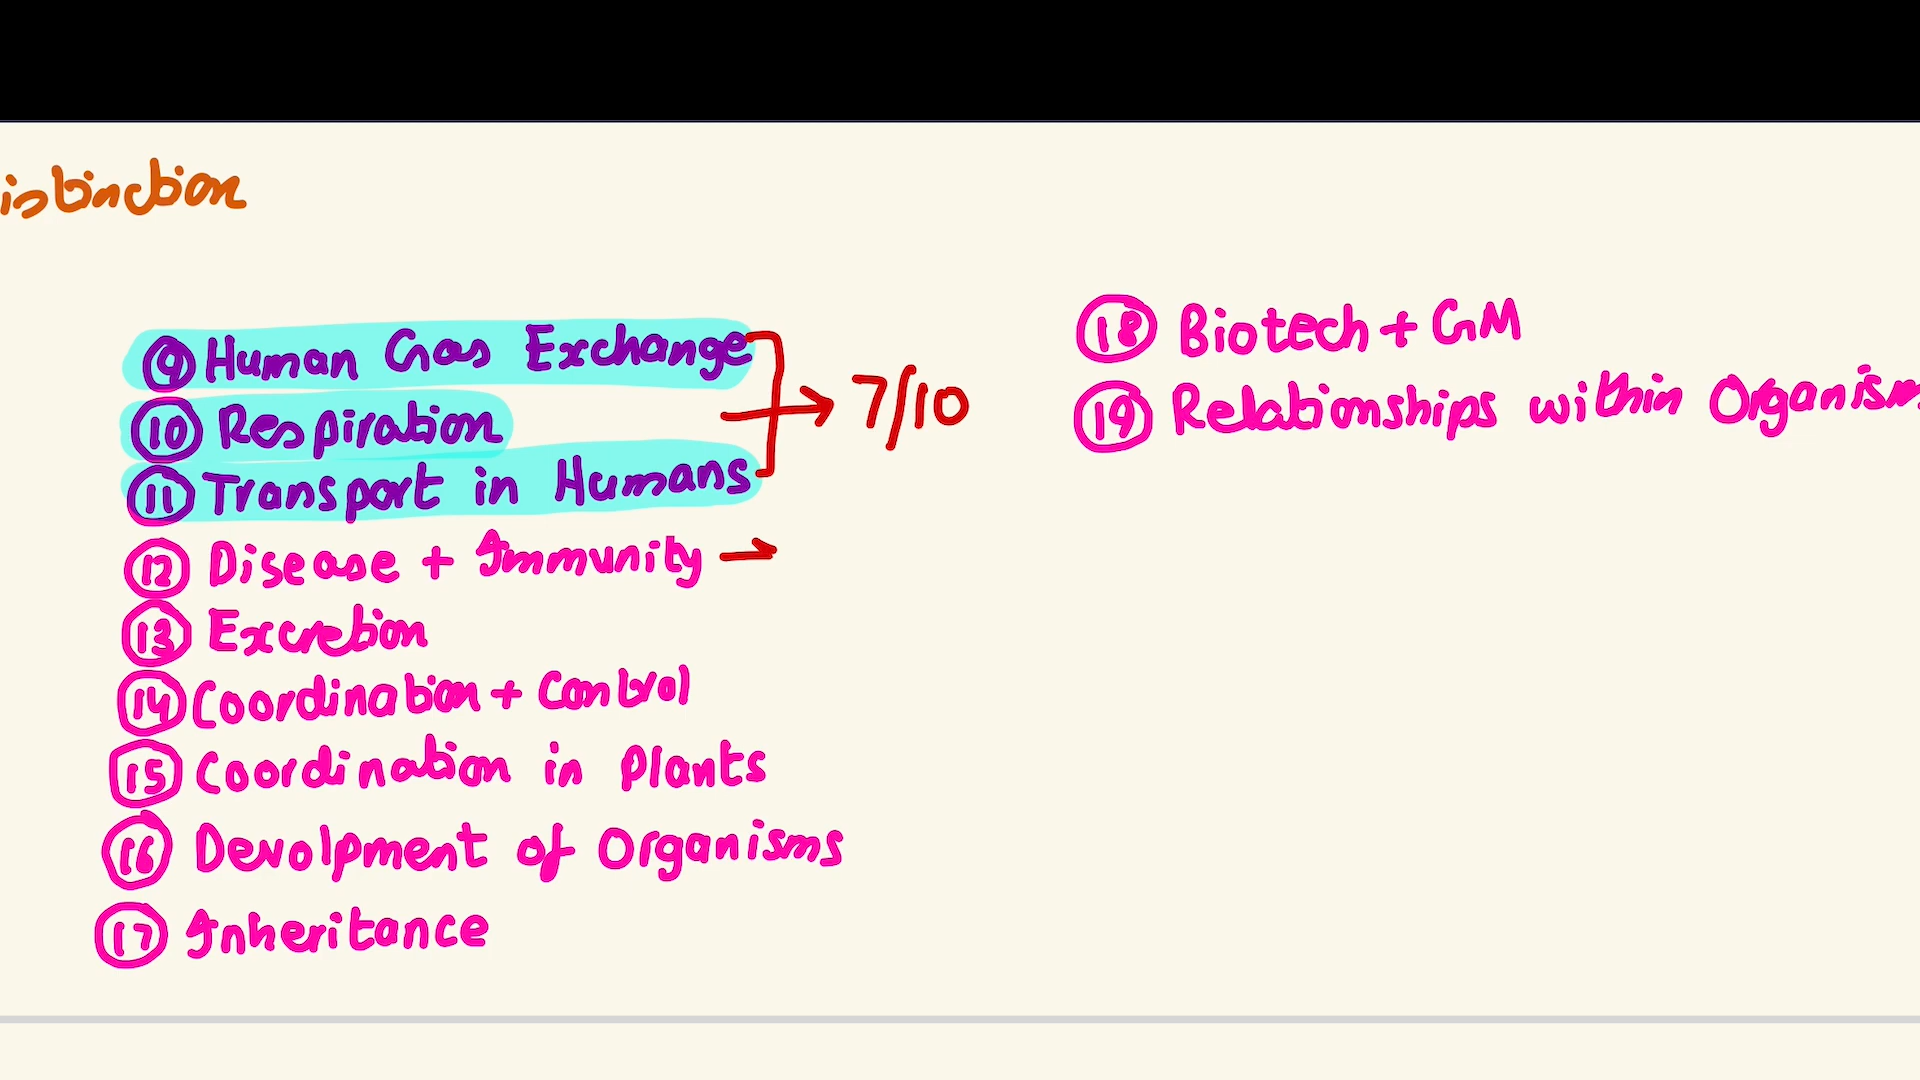 istinction
9 Human Gas Exchange
10 Respiration
11 Transport in Humans
→ 7/10
12 Disease + Immunity →
13 Excretion
14 Coordination + Control
15 Coordination in Plants
16 Devolpment of Organisms
17 Inheritance
18 Biotech + GM
19 Relationships within Organism